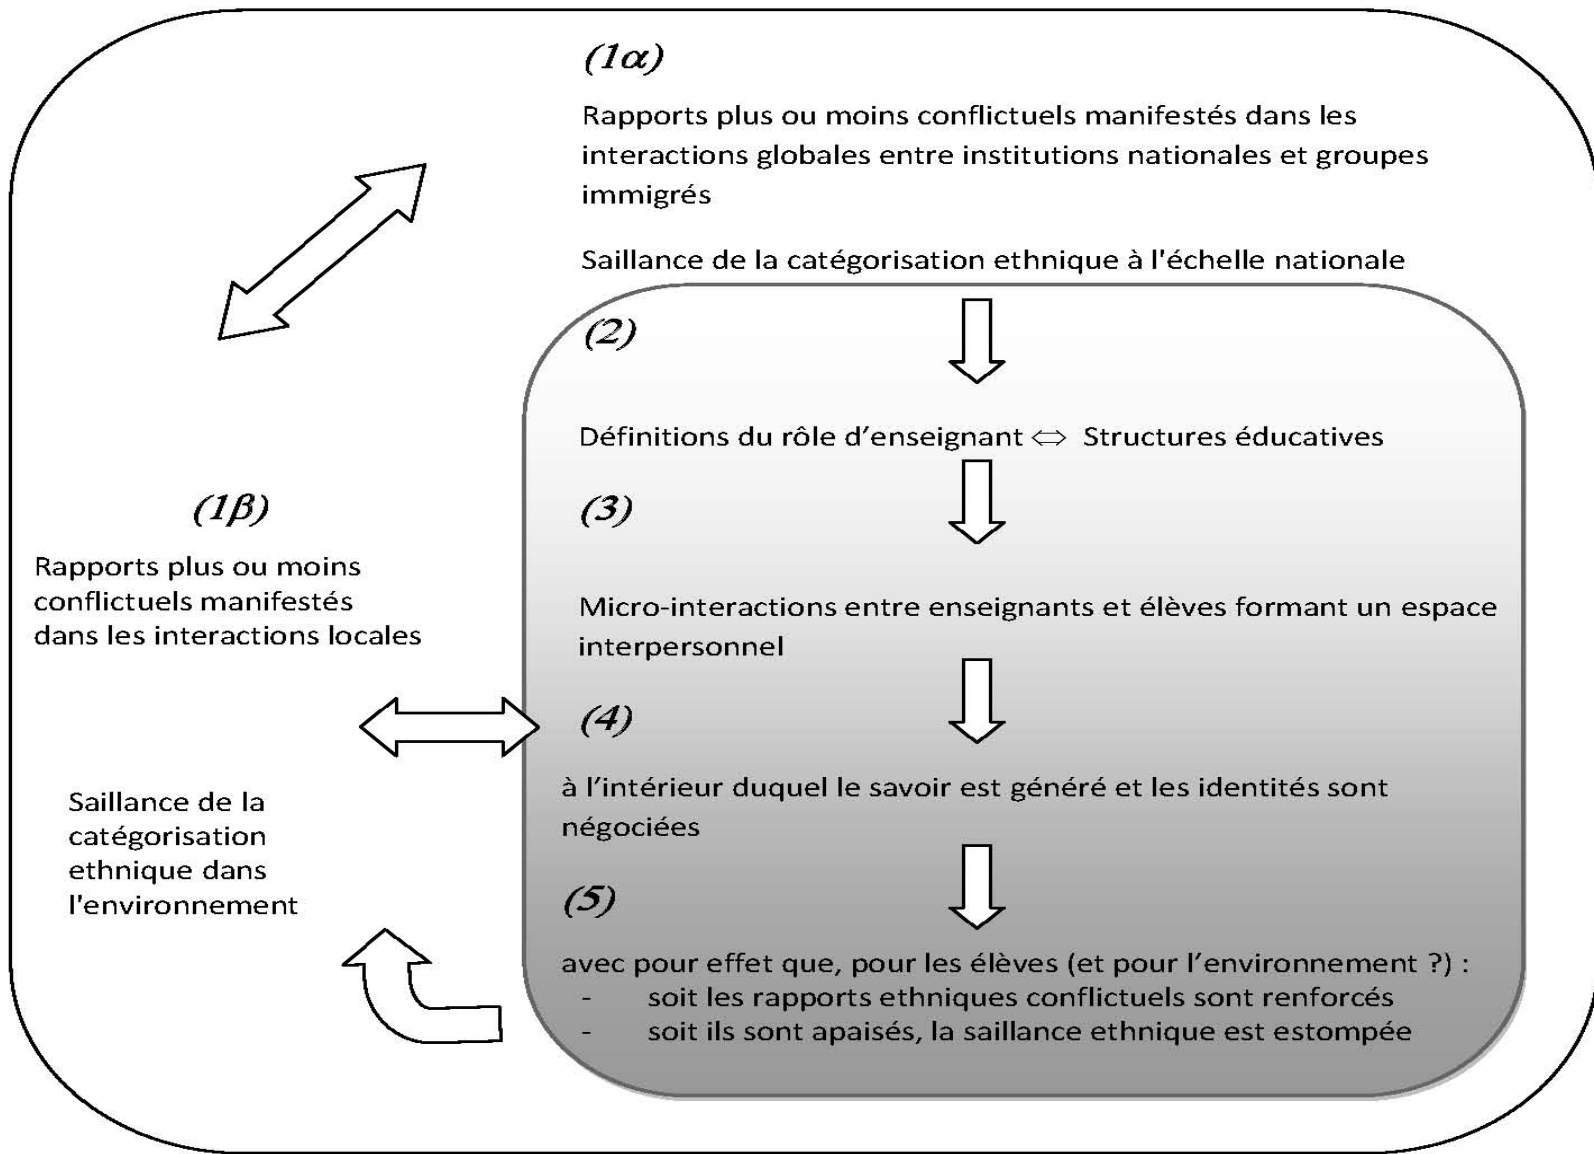 (1α)
Rapports plus ou moins conflictuels manifestés dans les
interactions globales entre institutions nationales et groupes
immigrés
Saillance de la catégorisation ethnique à l'échelle nationale
(2)
Définitions du rôle d’enseignant ⇔ Structures éducatives
(1β)
Rapports plus ou moins
conflictuels manifestés
dans les interactions locales
Saillance de la
catégorisation
ethnique dans
l'environnement
(3)
Micro-interactions entre enseignants et élèves formant un espace
interpersonnel
(4)
à l’intérieur duquel le savoir est généré et les identités sont
négociées
(5)
avec pour effet que, pour les élèves (et pour l’environnement ?) :
- soit les rapports ethniques conflictuels sont renforcés
- soit ils sont apaisés, la saillance ethnique est estompée